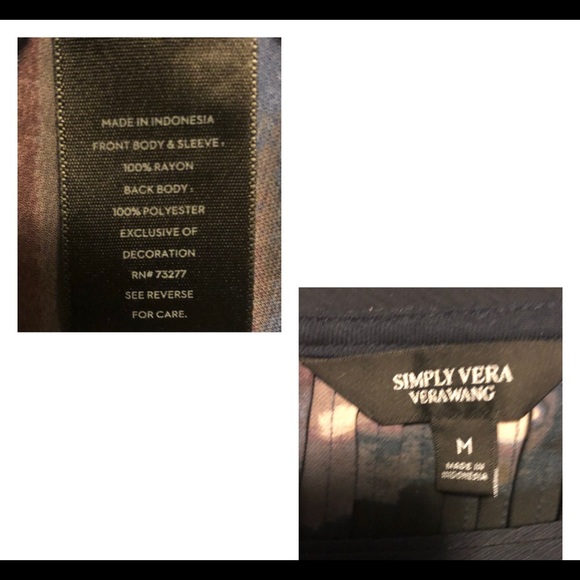 MADE IN INDONESIA
FRONT BODY & SLEEVE :
100% RAYON
BACK BODY :
100% POLYESTER
EXCLUSIVE OF
DECORATION
RN# 73277
SEE REVERSE
FOR CARE.
SIMPLY VERA
VERAWANG
M
MADE IN
INDONESIA